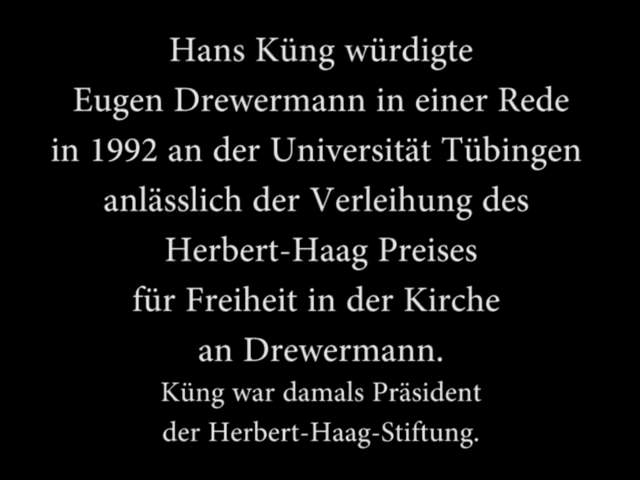 Hans Küng würdigte
Eugen Drewermann in einer Rede
in 1992 an der Universität Tübingen
anlässlich der Verleihung des
Herbert-Haag Preises
für Freiheit in der Kirche
an Drewermann.
Küng war damals Präsident
der Herbert-Haag-Stiftung.